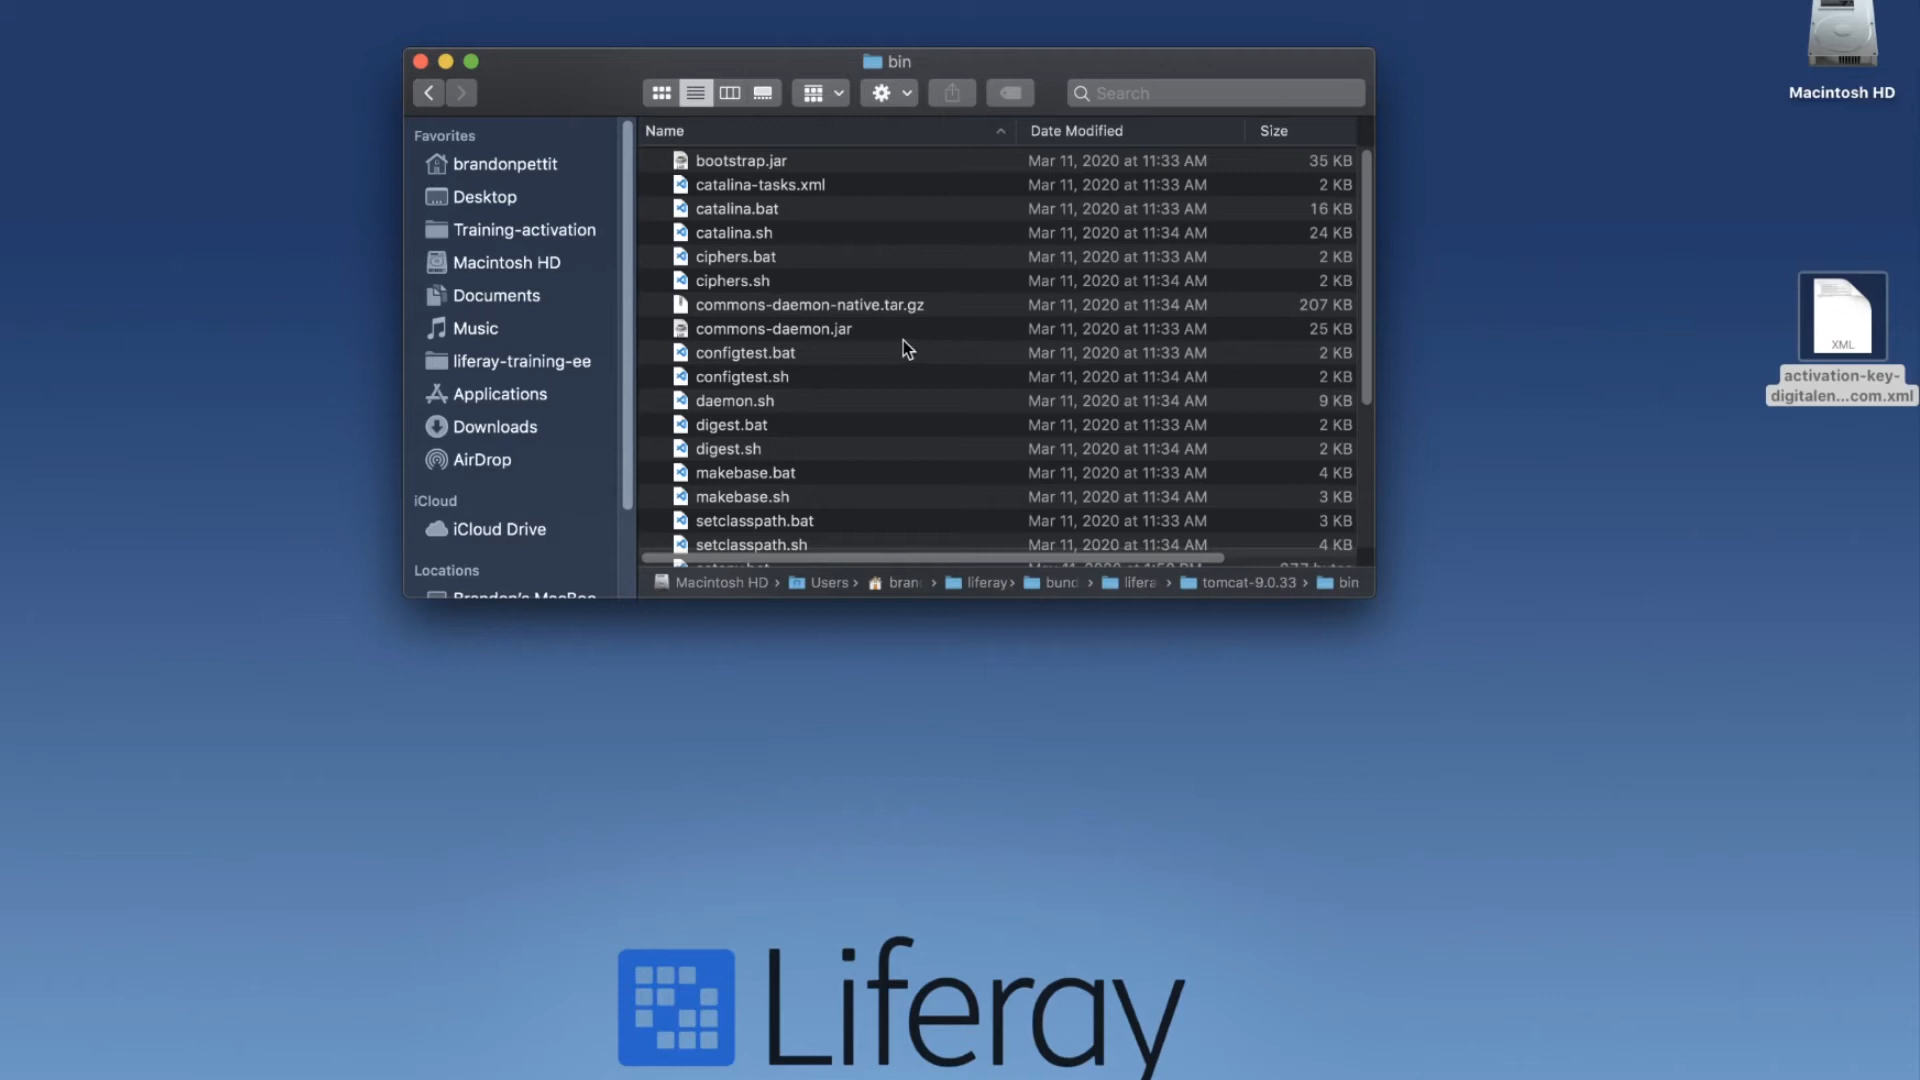 bin
Search
Macintosh HD
Favorites
brandonpettit
Desktop
Training-activation
Macintosh HD
Documents
Music
liferay-training-ee
Applications
Downloads
AirDrop
iCloud
iCloud Drive
Locations
Brandon's MacBoo
Name Date Modified Size
bootstrap.jar Mar 11, 2020 at 11:33 AM 35 KB
catalina-tasks.xml Mar 11, 2020 at 11:33 AM 2 KB
catalina.bat Mar 11, 2020 at 11:33 AM 16 KB
catalina.sh Mar 11, 2020 at 11:34 AM 24 KB
ciphers.bat Mar 11, 2020 at 11:33 AM 2 KB
ciphers.sh Mar 11, 2020 at 11:34 AM 2 KB
commons-daemon-native.tar.gz Mar 11, 2020 at 11:34 AM 207 KB
commons-daemon.jar Mar 11, 2020 at 11:33 AM 25 KB
configtest.bat Mar 11, 2020 at 11:33 AM 2 KB
configtest.sh Mar 11, 2020 at 11:34 AM 2 KB
daemon.sh Mar 11, 2020 at 11:34 AM 9 KB
digest.bat Mar 11, 2020 at 11:33 AM 2 KB
digest.sh Mar 11, 2020 at 11:34 AM 2 KB
makebase.bat Mar 11, 2020 at 11:33 AM 4 KB
makebase.sh Mar 11, 2020 at 11:34 AM 3 KB
setclasspath.bat Mar 11, 2020 at 11:33 AM 3 KB
setclasspath.sh Mar 11, 2020 at 11:34 AM 4 KB
Macintosh HD › Users › bran › liferay › bund › lifera › tomcat-9.0.33 › bin
XML
activation-key-
digitalen...com.xml
Liferay